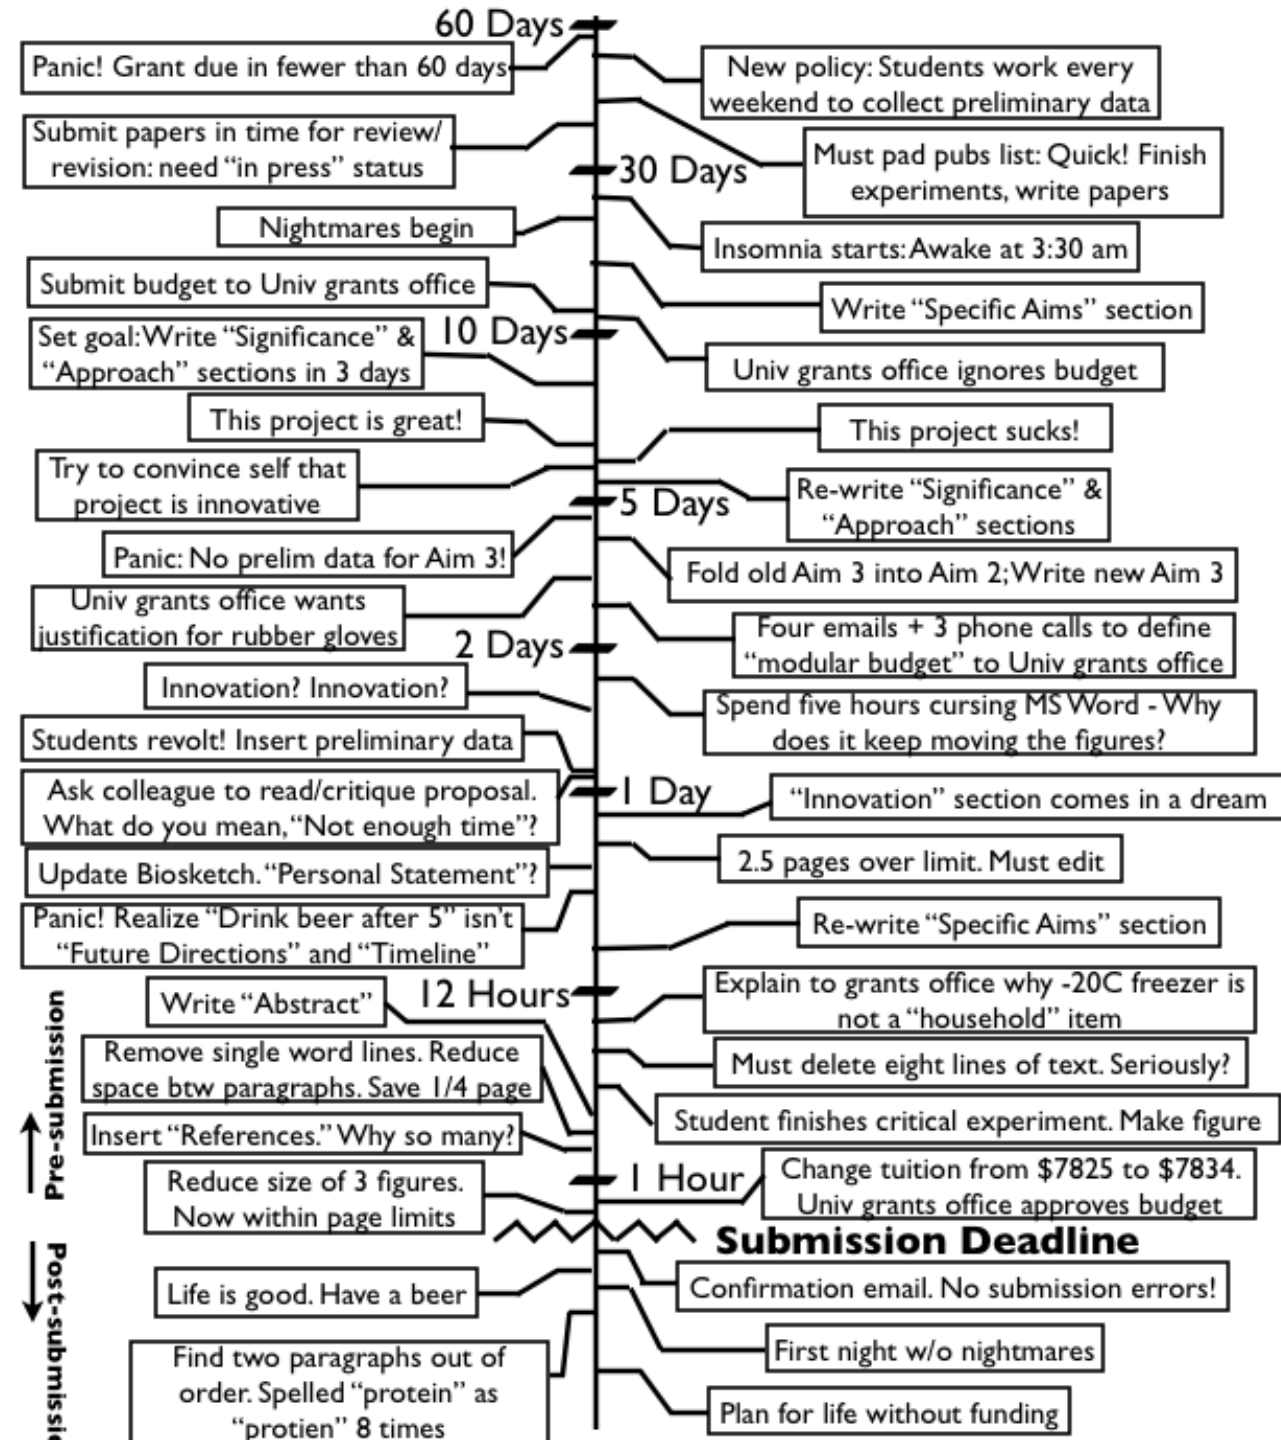 60 Days
Panic! Grant due in fewer than 60 days
New policy: Students work every
weekend to collect preliminary data
Submit papers in time for review/
revision: need “in press” status
Must pad pubs list: Quick! Finish
experiments, write papers
30 Days
Nightmares begin
Insomnia starts: Awake at 3:30 am
Submit budget to Univ grants office
Write “Specific Aims” section
10 Days
Set goal: Write “Significance” &
“Approach” sections in 3 days
Univ grants office ignores budget
This project is great!
This project sucks!
Try to convince self that
project is innovative
Re-write “Significance” &
“Approach” sections
5 Days
Panic: No prelim data for Aim 3!
Fold old Aim 3 into Aim 2; Write new Aim 3
Univ grants office wants
justification for rubber gloves
Four emails + 3 phone calls to define
“modular budget” to Univ grants office
2 Days
Innovation? Innovation?
Spend five hours cursing MS Word - Why
does it keep moving the figures?
Students revolt! Insert preliminary data
Ask colleague to read/critique proposal.
What do you mean, “Not enough time”?
1 Day
“Innovation” section comes in a dream
2.5 pages over limit. Must edit
Update Biosketch. “Personal Statement”?
Panic! Realize “Drink beer after 5” isn’t
“Future Directions” and “Timeline”
Re-write “Specific Aims” section
12 Hours
Write “Abstract”
Explain to grants office why -20C freezer is
not a “household” item
Remove single word lines. Reduce
space btw paragraphs. Save 1/4 page
Must delete eight lines of text. Seriously?
Student finishes critical experiment. Make figure
Insert “References.” Why so many?
1 Hour
Change tuition from $7825 to $7834.
Univ grants office approves budget
Reduce size of 3 figures.
Now within page limits
Pre-submission
Submission Deadline
Post-submissi
Confirmation email. No submission errors!
Life is good. Have a beer
First night w/o nightmares
Find two paragraphs out of
order. Spelled “protein” as
“protien” 8 times
Plan for life without funding